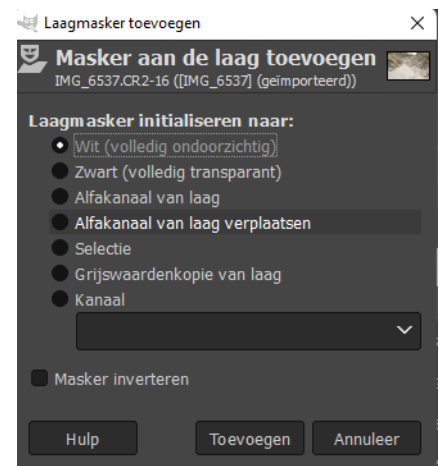 Laagmasker toevoegen
Masker aan de laag toevoegen
IMG_6537.CR2-16 ([IMG_6537] (geïmporteerd))
Laagmasker initialiseren naar:
Wit (volledig ondoorzichtig)
Zwart (volledig transparant)
Alfakanaal van laag
Alfakanaal van laag verplaatsen
Selectie
Grijswaardenkopie van laag
Kanaal
Masker inverteren
Hulp Toevoegen Annuleer